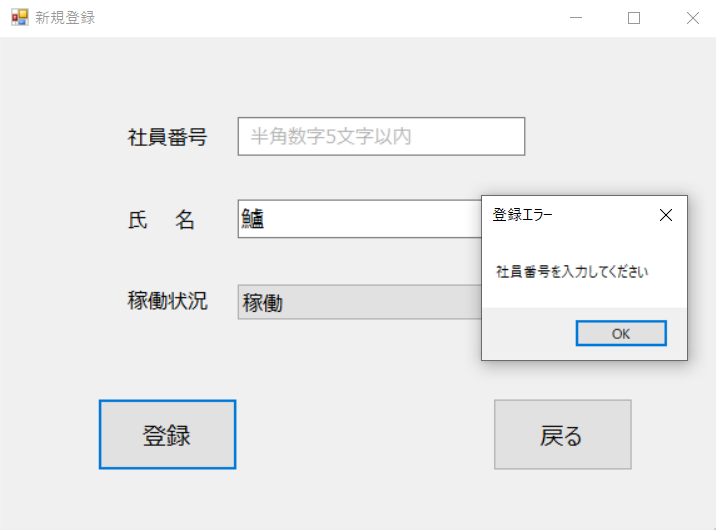 新規登録
社員番号 半角数字5文字以内
氏 名 鱸
登録エラー
社員番号を入力してください
稼働状況 稼働
OK
登録 戻る